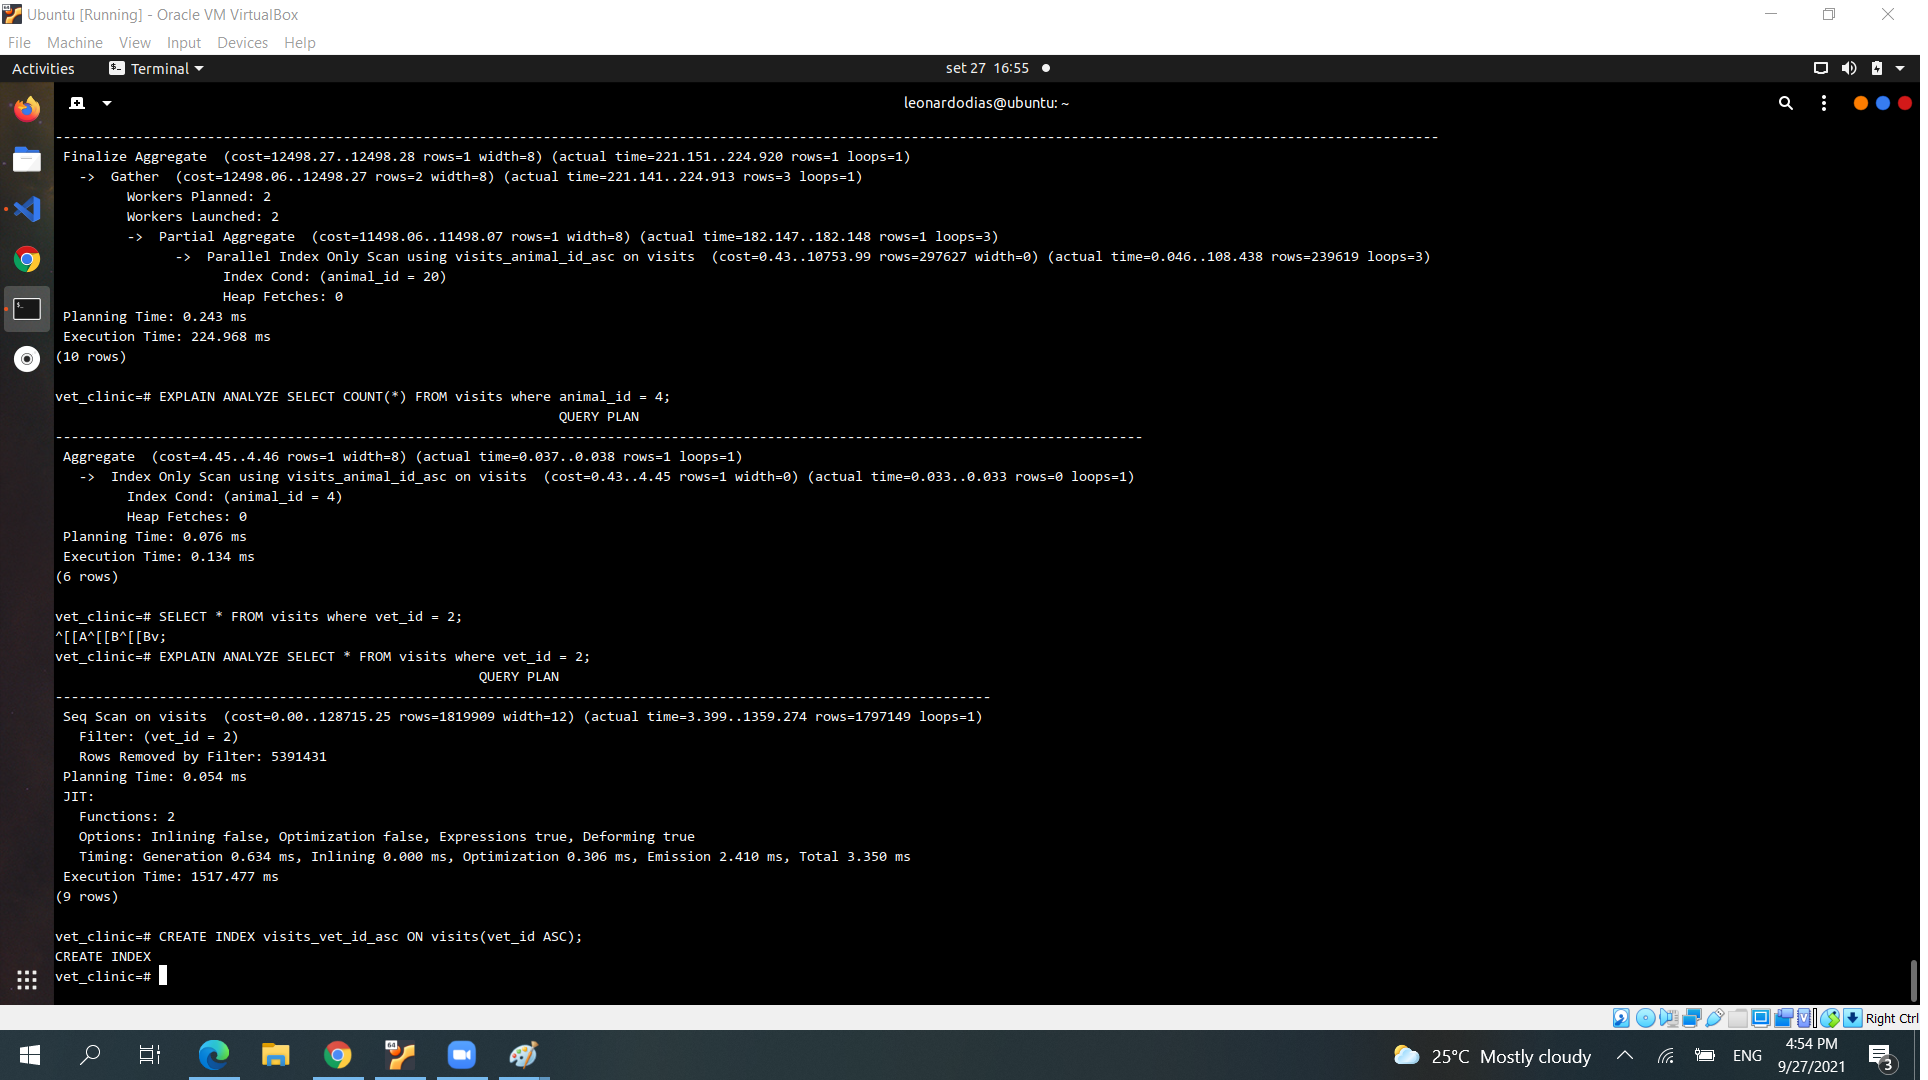 Ubuntu [Running] - Oracle VM VirtualBox
File Machine View Input Devices Help
Activities Terminal set 27 16:55
leonardodias@ubuntu: ~
-----------------------------------------------------------------------------------------------------------------------------------------------------------------------------
Finalize Aggregate  (cost=12498.27..12498.28 rows=1 width=8) (actual time=221.151..224.920 rows=1 loops=1)
->  Gather  (cost=12498.06..12498.27 rows=2 width=8) (actual time=221.141..224.913 rows=3 loops=1)
Workers Planned: 2
Workers Launched: 2
->  Partial Aggregate  (cost=11498.06..11498.07 rows=1 width=8) (actual time=182.147..182.148 rows=1 loops=3)
->  Parallel Index Only Scan using visits_animal_id_asc on visits  (cost=0.43..10753.99 rows=297627 width=0) (actual time=0.046..108.438 rows=239619 loops=3)
Index Cond: (animal_id = 20)
Heap Fetches: 0
Planning Time: 0.243 ms
Execution Time: 224.968 ms
(10 rows)
vet_clinic=# EXPLAIN ANALYZE SELECT COUNT(*) FROM visits where animal_id = 4;
QUERY PLAN
----------------------------------------------------------------------------------------------------------------------------------------
Aggregate  (cost=4.45..4.46 rows=1 width=8) (actual time=0.037..0.038 rows=1 loops=1)
->  Index Only Scan using visits_animal_id_asc on visits  (cost=0.43..4.45 rows=1 width=0) (actual time=0.033..0.033 rows=0 loops=1)
Index Cond: (animal_id = 4)
Heap Fetches: 0
Planning Time: 0.076 ms
Execution Time: 0.134 ms
(6 rows)
vet_clinic=# SELECT * FROM visits where vet_id = 2;
^[[A^[[B^[[Bv;
vet_clinic=# EXPLAIN ANALYZE SELECT * FROM visits where vet_id = 2;
QUERY PLAN
---------------------------------------------------------------------------------------------------------------------
Seq Scan on visits  (cost=0.00..128715.25 rows=1819909 width=12) (actual time=3.399..1359.274 rows=1797149 loops=1)
Filter: (vet_id = 2)
Rows Removed by Filter: 5391431
Planning Time: 0.054 ms
JIT:
Functions: 2
Options: Inlining false, Optimization false, Expressions true, Deforming true
Timing: Generation 0.634 ms, Inlining 0.000 ms, Optimization 0.306 ms, Emission 2.410 ms, Total 3.350 ms
Execution Time: 1517.477 ms
(9 rows)
vet_clinic=# CREATE INDEX visits_vet_id_asc ON visits(vet_id ASC);
CREATE INDEX
vet_clinic=#
Right Ctrl
64
25°C Mostly cloudy
ENG
4:54 PM
9/27/2021
3